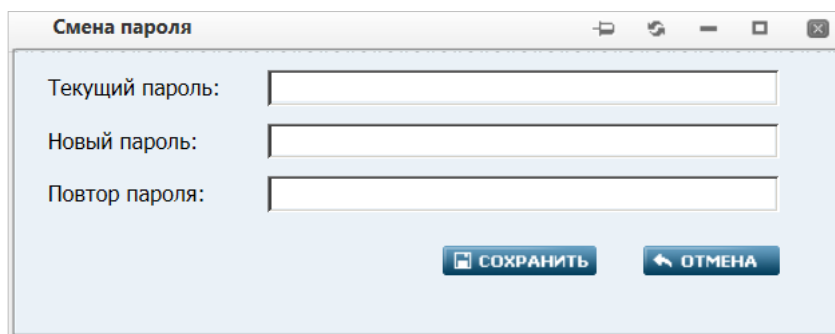 Смена пароля
Текущий пароль:
Новый пароль:
Повтор пароля:
СОХРАНИТЬ ОТМЕНА